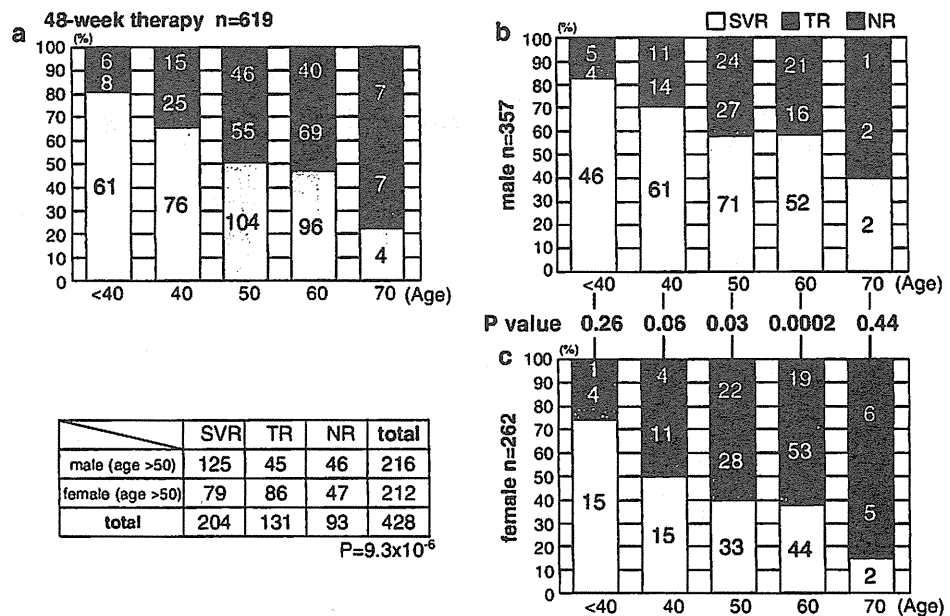 48-week therapy n=619
a
(%)
100
90
80
70
60
50
40
30
20
10
0
6 15 46 40 7
8 25 55 69 7
61 76 104 96 4
<40 40 50 60 70 (Age)
SVR TR NR
b
(%)
male n=357
100
90
80
70
60
50
40
30
20
10
0
5 11 24 21 1
4 14 27 16 2
46 61 71 52 2
<40 40 50 60 70 (Age)
P value 0.26 0.06 0.03 0.0002 0.44
c
(%)
female n=262
100
90
80
70
60
50
40
30
20
10
0
1 4 22 19 6
4 11 28 53 5
15 15 33 44 2
<40 40 50 60 70 (Age)
SVR TR NR total
male (age >50) 125 45 46 216
female (age >50) 79 86 47 212
total 204 131 93 428
P=9.3x10⁻⁶